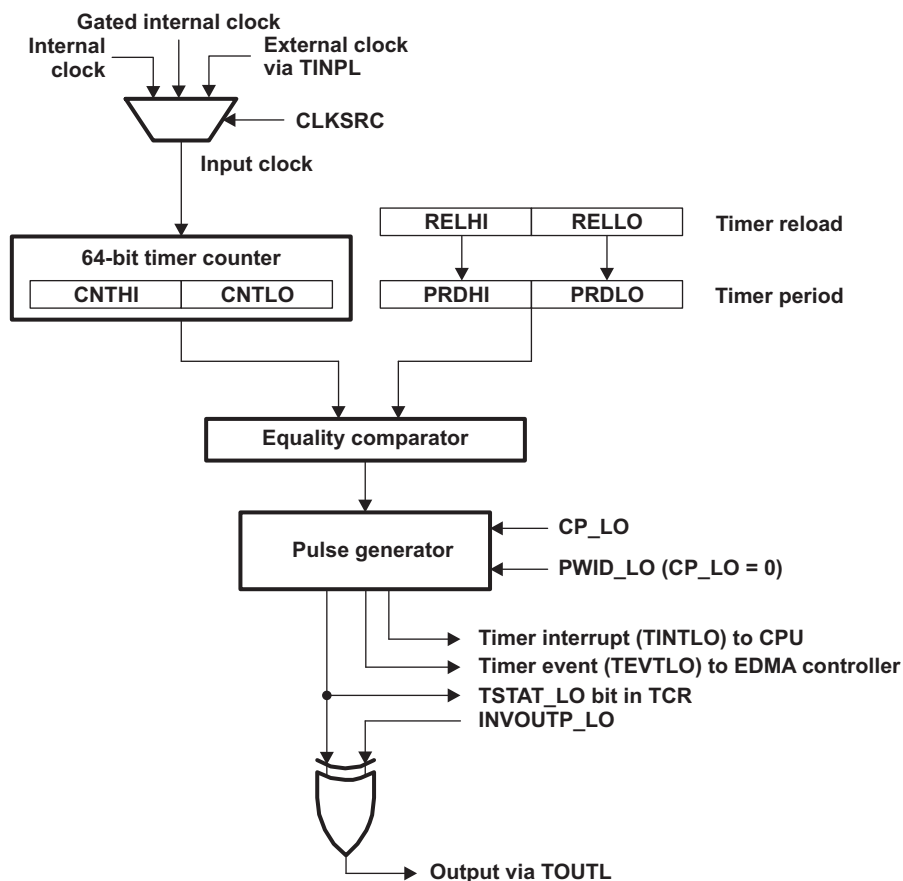 Gated internal clock
Internal
clock
External clock
via TINPL
CLKSRC
Input clock
RELHI RELLO Timer reload
64-bit timer counter
CNTHI CNTLO
PRDHI PRDLO Timer period
Equality comparator
CP_LO
Pulse generator
PWID_LO (CP_LO = 0)
Timer interrupt (TINTLO) to CPU
Timer event (TEVTLO) to EDMA controller
TSTAT_LO bit in TCR
INVOUTP_LO
Output via TOUTL